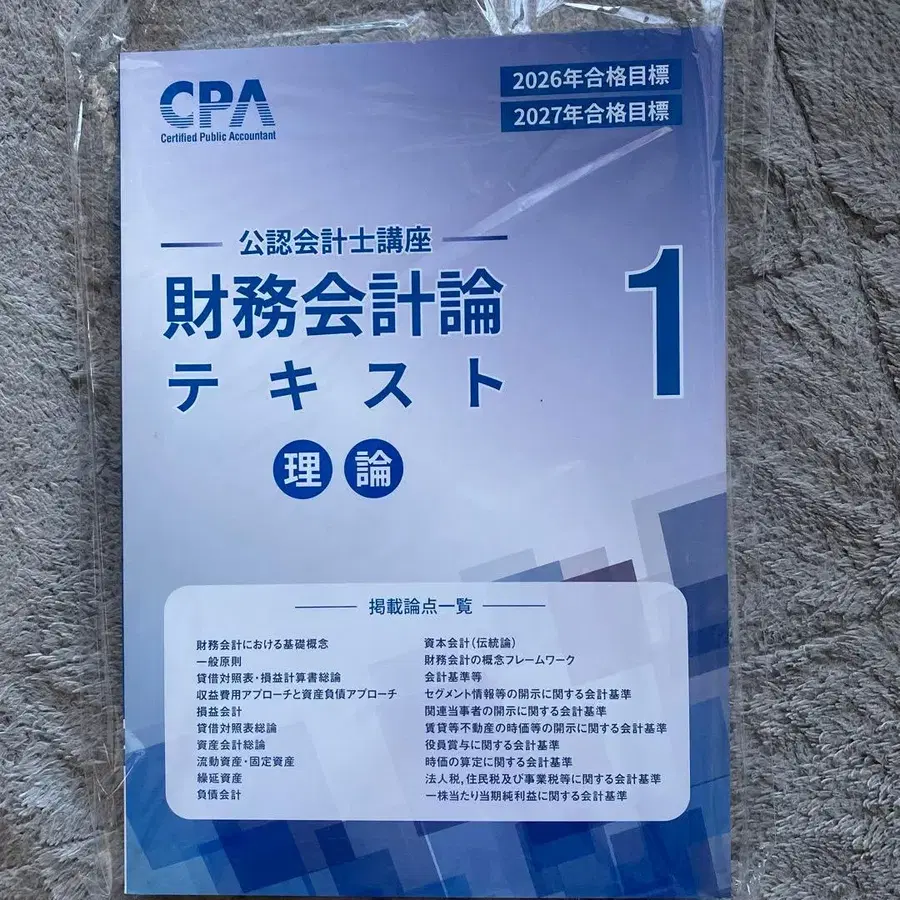 CPA
Certified Public Accountant
2026年合格目標
2027年合格目標
公認会計士講座
財務会計論
テキスト
1
理論
掲載論点一覧
財務会計における基礎概念
一般原則
貸借対照表・損益計算書総論
収益費用アプローチと資産負債アプローチ
損益会計
貸借対照表総論
資産会計総論
流動資産・固定資産
繰延資産
負債会計
資本会計(伝統論)
財務会計の概念フレームワーク
会計基準等
セグメント情報等の開示に関する会計基準
関連当事者の開示に関する会計基準
賃貸等不動産の時価等の開示に関する会計基準
役員賞与に関する会計基準
時価の算定に関する会計基準
法人税,住民税及び事業税等に関する会計基準
一株当たり当期純利益に関する会計基準